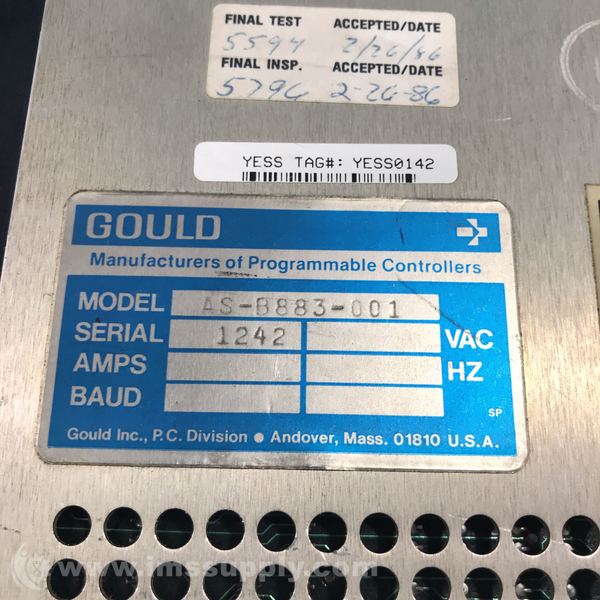 FINAL TEST ACCEPTED/DATE
5594 2/26/86
FINAL INSP. ACCEPTED/DATE
579C 2-26-86
YESS TAG#: YESS0142
GOULD
Manufacturers of Programmable Controllers
MODEL AS-B883-001
SERIAL 1242 VAC
AMPS HZ
BAUD
SP
Gould Inc., P.C. Division • Andover, Mass. 01810 U.S.A.
© www.imssupply.com